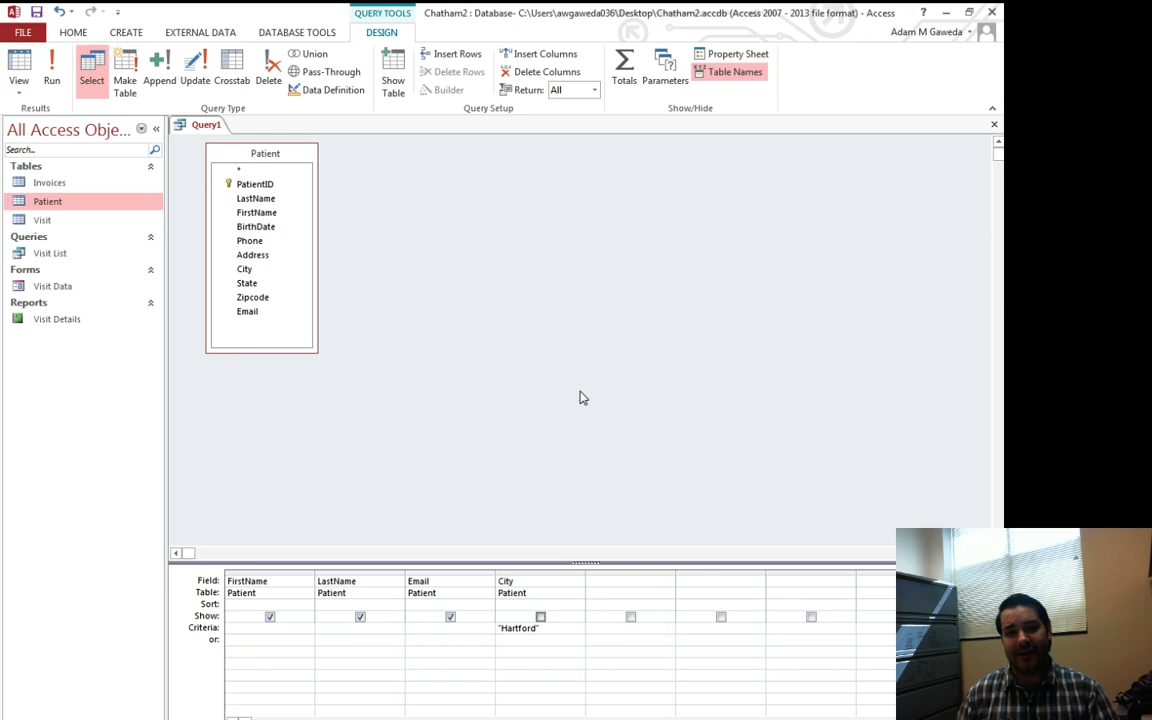 QUERY TOOLS
Chatham2 : Database- C:\Users\awgaweda036\Desktop\Chatham2.accdb (Access 2007 - 2013 file format) - Access
FILE HOME CREATE EXTERNAL DATA DATABASE TOOLS DESIGN Adam M Gaweda
View
Run
Select
Make Table
Append
Update
Crosstab
Delete
Union
Pass-Through
Data Definition
Show Table
Insert Rows
Delete Rows
Builder
Insert Columns
Delete Columns
Return: All
Totals
Parameters
Property Sheet
Table Names
Results Query Type Query Setup Show/Hide
All Access Obje...
Search...
Tables
Invoices
Patient
Visit
Queries
Visit List
Forms
Visit Data
Reports
Visit Details
Query1
Patient
*
PatientID
LastName
FirstName
BirthDate
Phone
Address
City
State
Zipcode
Email
Field: FirstName LastName Email City
Table: Patient Patient Patient Patient
Sort:
Show:
Criteria: "Hartford"
or: